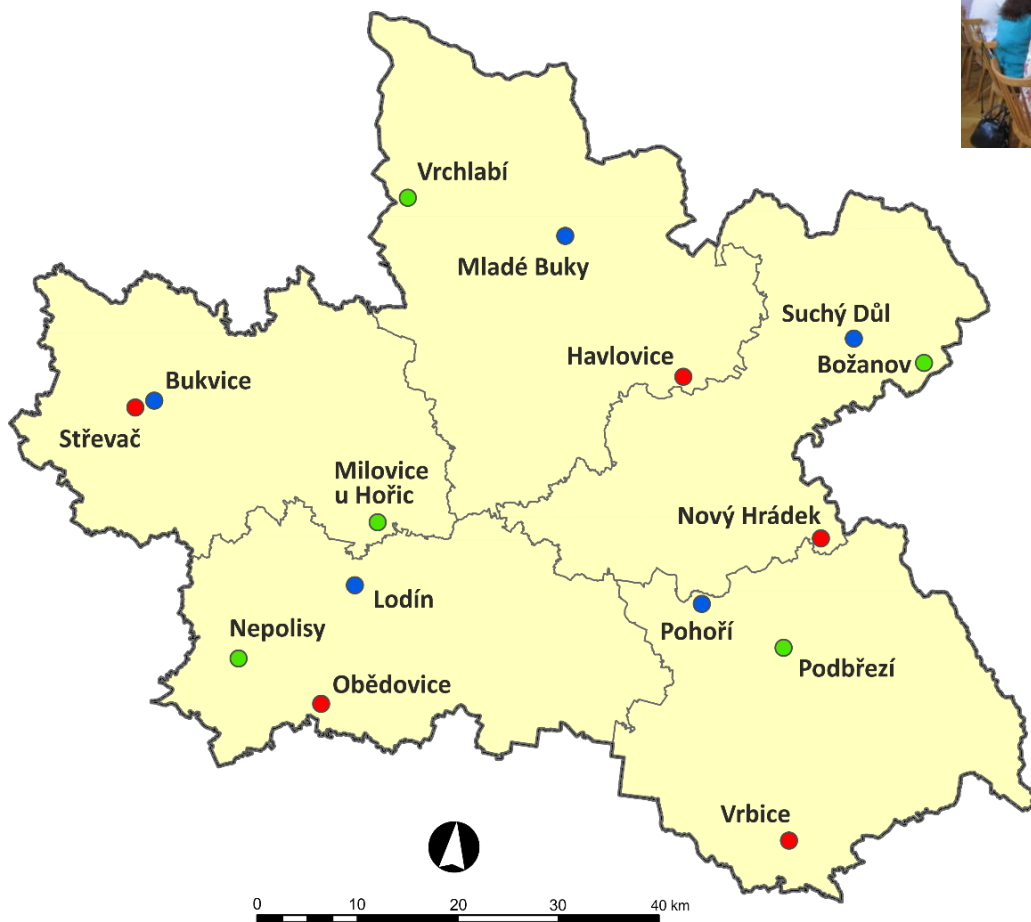 Vrchlabí
Mladé Buky
Suchý Důl
Božanov
Havlovice
Bukvice
Střevač
Milovice
u Hořic
Nový Hrádek
Lodín
Pohoří
Nepolisy
Podbřezí
Obědovice
Vrbice
0 10 20 40 km